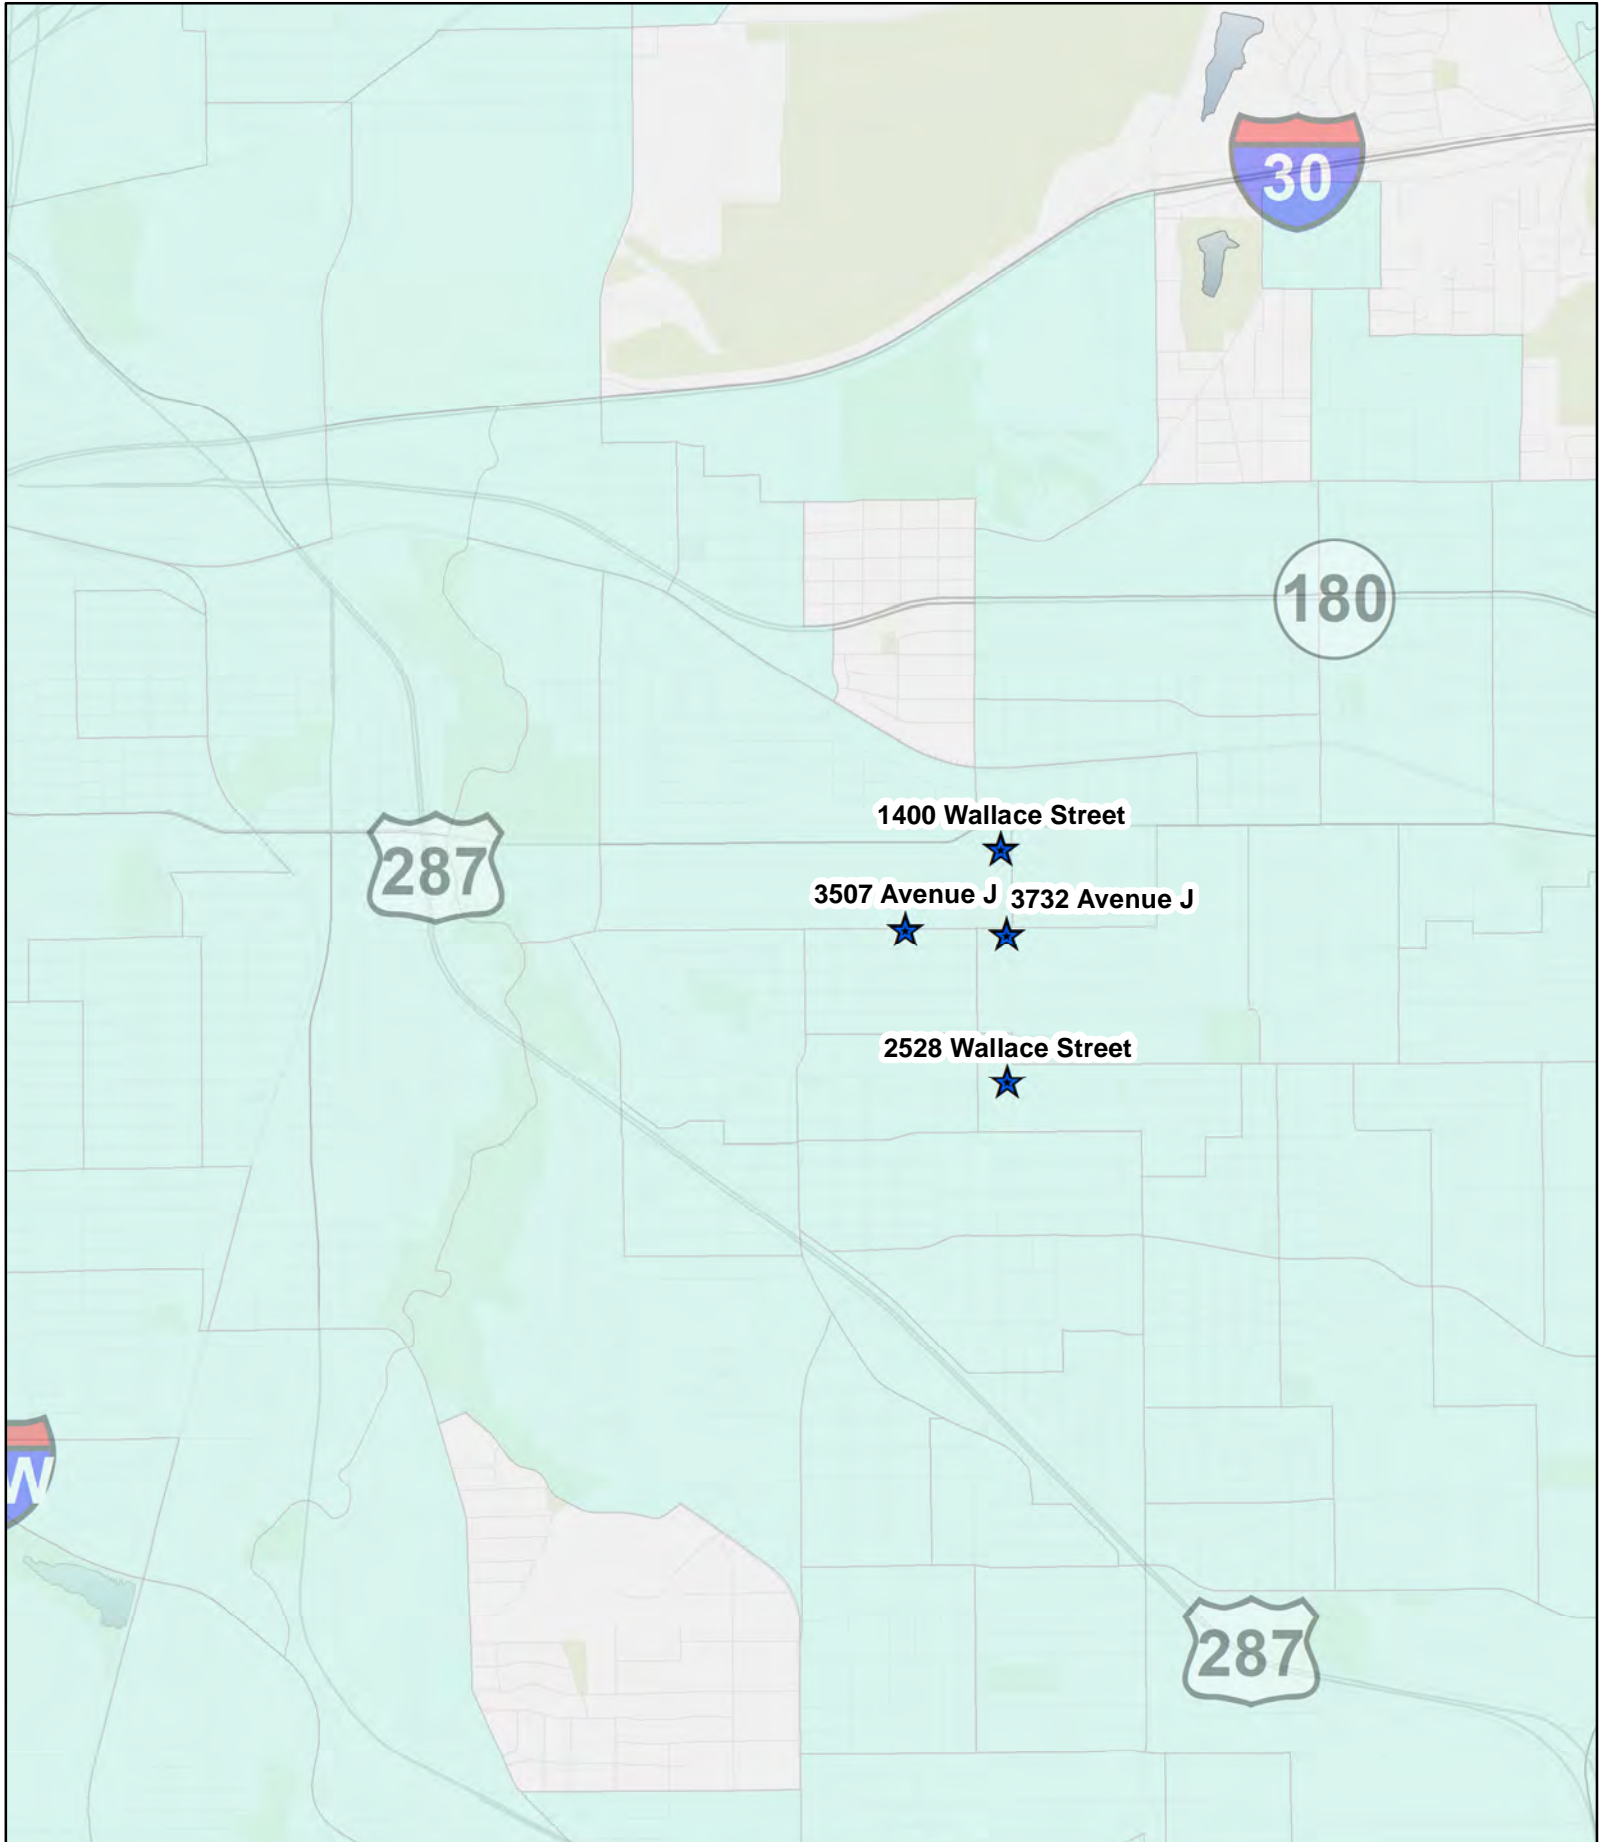 30
180
1400 Wallace Street
287
3507 Avenue J
3732 Avenue J
2528 Wallace Street
W
287